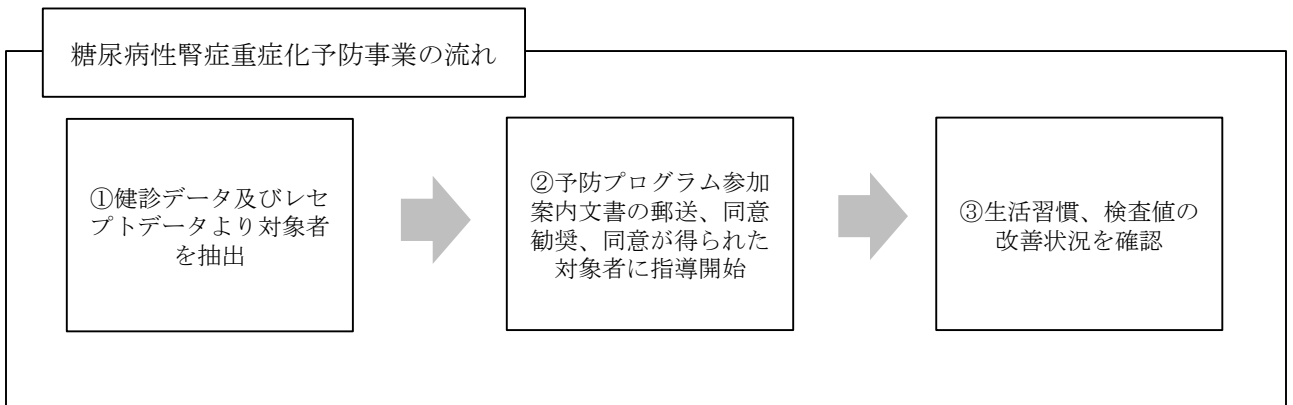 糖尿病性腎症重症化予防事業の流れ
①健診データ及びレセ
プトデータより対象者
を抽出
②予防プログラム参加
案内文書の郵送、同意
勧奨、同意が得られた
対象者に指導開始
③生活習慣、検査値の
改善状況を確認